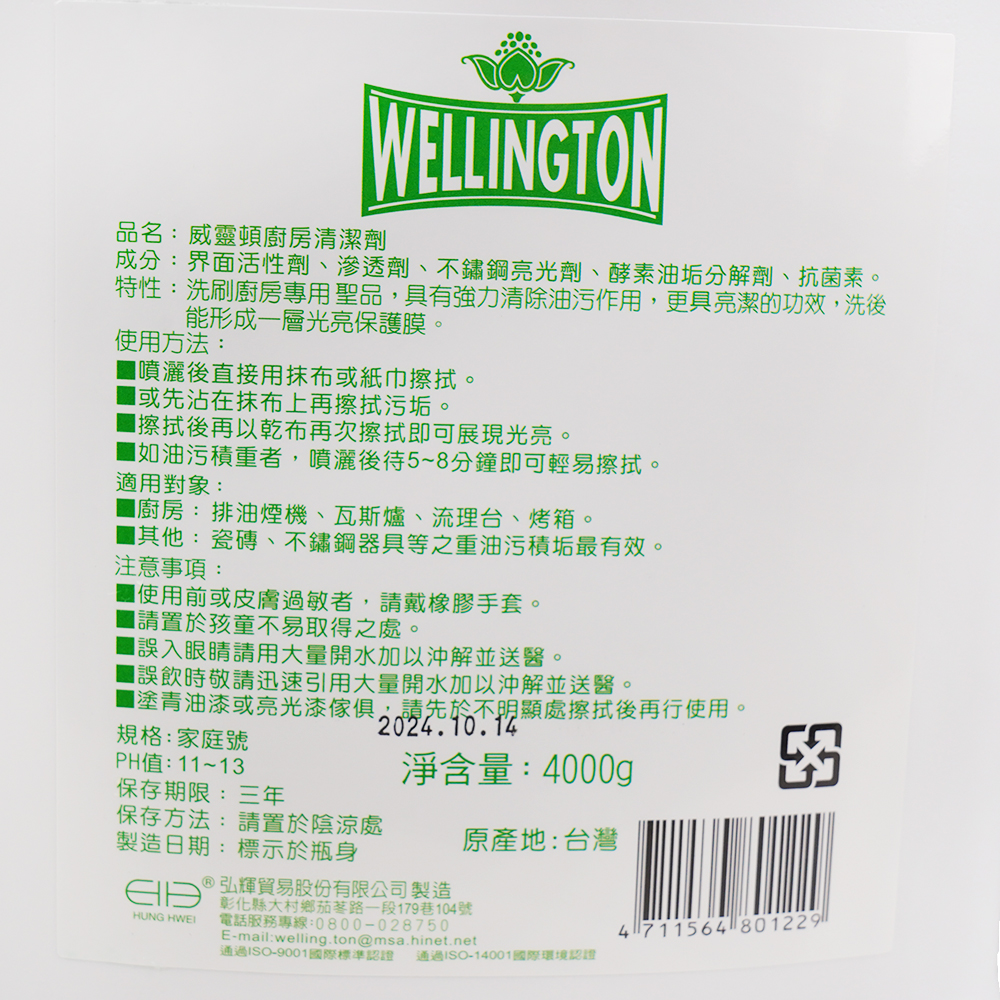 WELLINGTON
品名：威靈頓廚房清潔劑
成分：界面活性劑、滲透劑、不鏽鋼亮光劑、酵素油垢分解劑、抗菌素。
特性：洗刷廚房專用聖品，具有強力清除油污作用，更具亮潔的功效，洗後
能形成一層光亮保護膜。
使用方法：
■噴灑後直接用抹布或紙巾擦拭。
■或先沾在抹布上再擦拭污垢。
■擦拭後再以乾布再次擦拭即可展現光亮。
■如油污積重者，噴灑後待5~8分鐘即可輕易擦拭。
適用對象：
■廚房：排油煙機、瓦斯爐、流理台、烤箱。
■其他：瓷磚、不鏽鋼器具等之重油污積垢最有效。
注意事項：
■使用前或皮膚過敏者，請戴橡膠手套。
■請置於孩童不易取得之處。
■誤入眼睛請用大量開水加以沖解並送醫。
■誤飲時敬請迅速引用大量開水加以沖解並送醫。
■塗青油漆或亮光漆傢俱，請先於不明顯處擦拭後再行使用。
2024.10.14
規格：家庭號
PH值：11~13
淨含量：4000g
保存期限：三年
保存方法：請置於陰涼處
製造日期：標示於瓶身
原產地：台灣
HUNG HWEI
®弘輝貿易股份有限公司製造
彰化縣大村鄉茄苳路一段179巷104號
電話服務專線:0800-028750
E-mail:welling.ton@msa.hinet.net
通過ISO-9001國際標準認證 通過ISO-14001國際環境認證
4 711564 801229